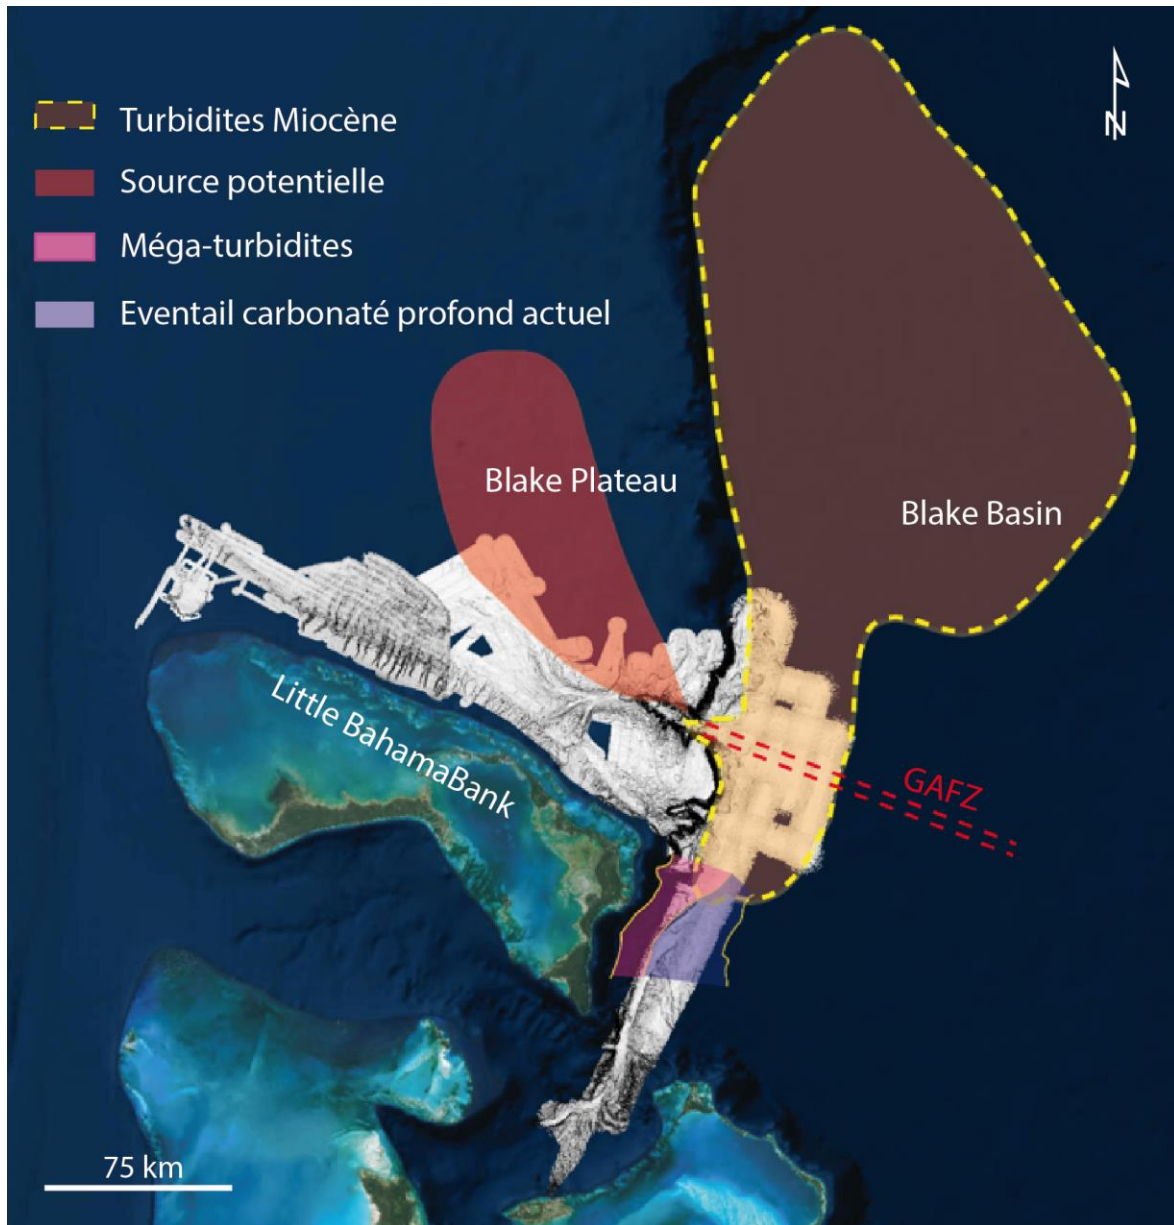 N
Turbidites Miocène
Source potentielle
Méga-turbidites
Eventail carbonaté profond actuel
Blake Plateau
Blake Basin
Little BahamaBank
GAFZ
75 km